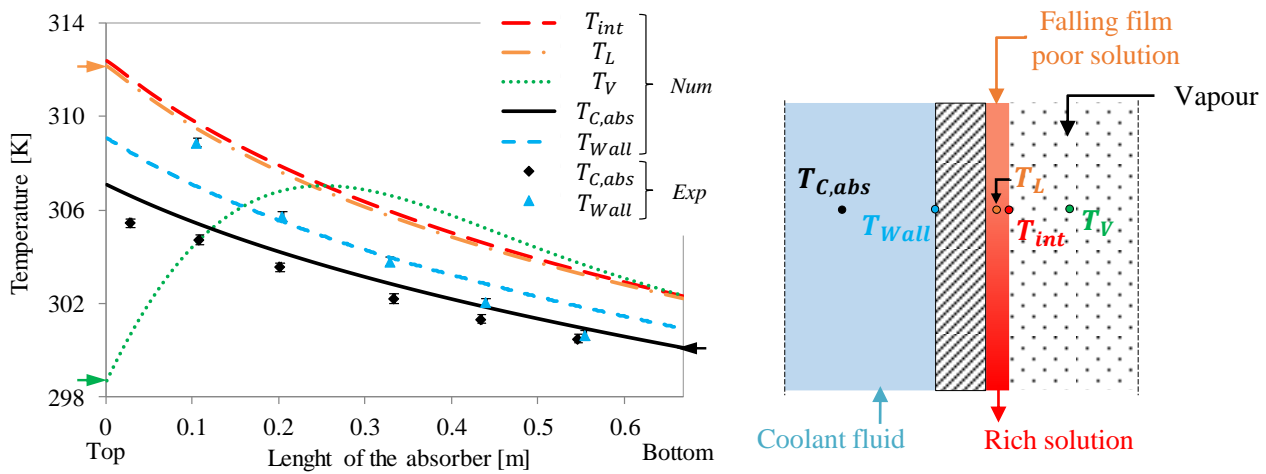 314
310
306
302
298
Temperature [K]
0
0.1
0.2
0.3
0.4
0.5
0.6
Top
Lenght of the absorber [m]
Bottom
T_int
T_L
T_V
Num
T_C,abs
T_Wall
T_C,abs
Exp
T_Wall
Falling film
poor solution
Vapour
T_C,abs
T_L
T_Wall
T_int
T_V
Coolant fluid
Rich solution